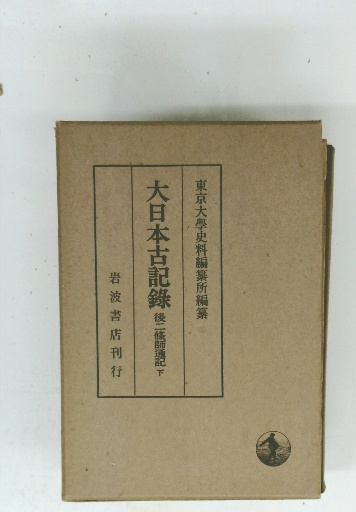 東京大學史料編纂所編纂
大日本古記錄 後二條師通記 下
岩波書店刊行